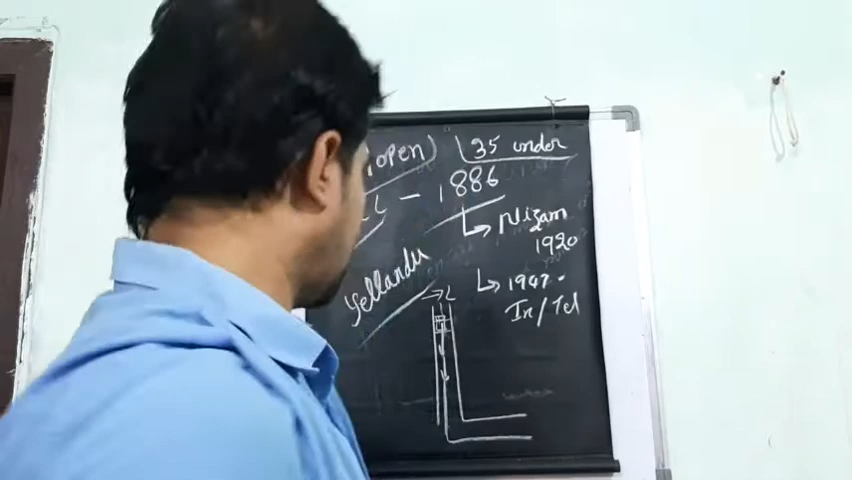 open) 35 under
- 1886
Nizam
1920
Yellandu
1947.
In/Tel